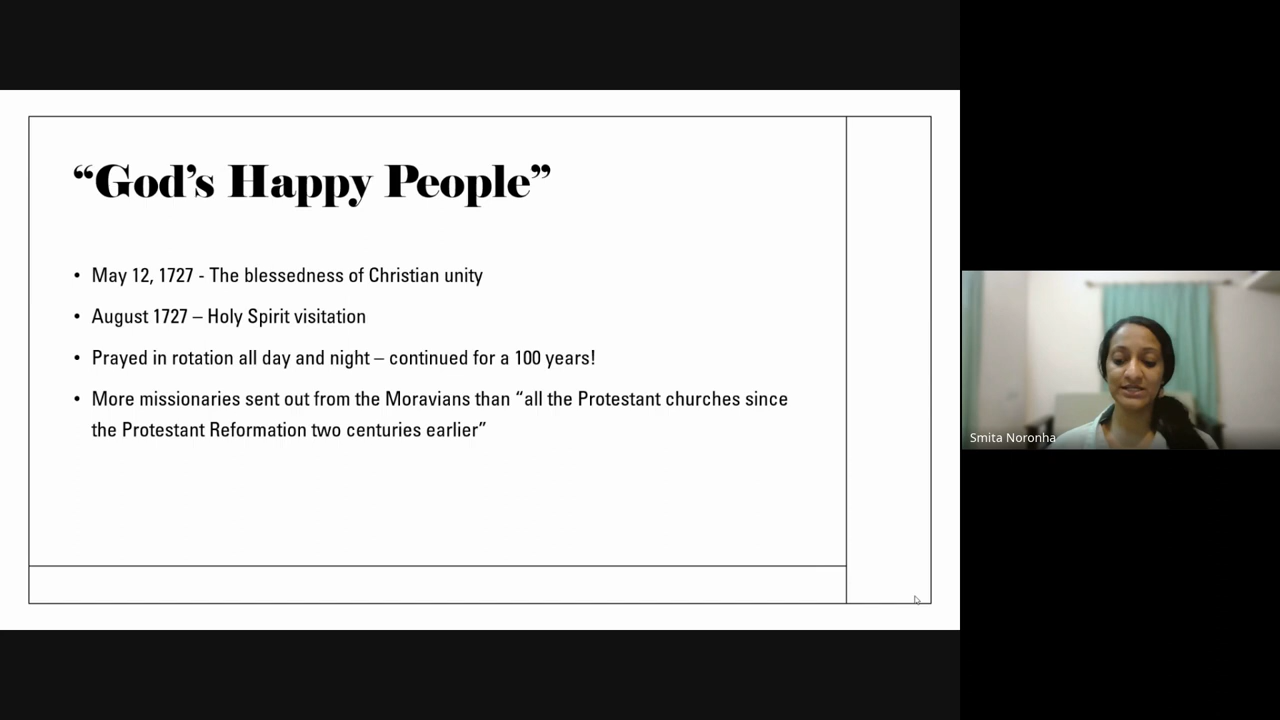 “God’s Happy People”
• May 12, 1727 - The blessedness of Christian unity
• August 1727 – Holy Spirit visitation
• Prayed in rotation all day and night – continued for a 100 years!
• More missionaries sent out from the Moravians than “all the Protestant churches since
the Protestant Reformation two centuries earlier”
Smita Noronha